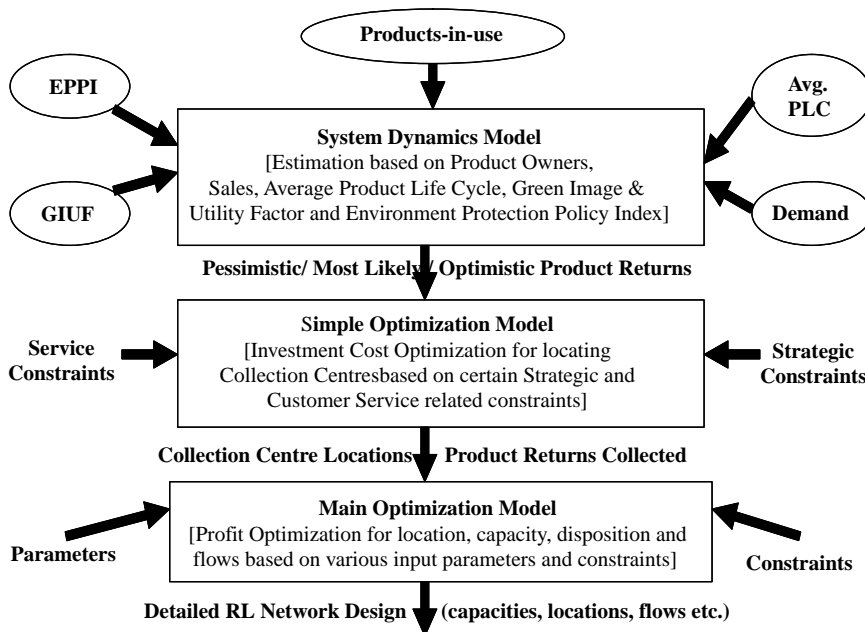 Products-in-use
EPPI
Avg.
PLC
GIUF
Demand
System Dynamics Model
[Estimation based on Product Owners,
Sales, Average Product Life Cycle, Green Image &
Utility Factor and Environment Protection Policy Index]
Pessimistic/ Most Likely / Optimistic Product Returns
Service
Constraints
Simple Optimization Model
[Investment Cost Optimization for locating
Collection Centresbased on certain Strategic and
Customer Service related constraints]
Strategic
Constraints
Collection Centre Locations Product Returns Collected
Parameters
Main Optimization Model
[Profit Optimization for location, capacity, disposition and
flows based on various input parameters and constraints]
Constraints
Detailed RL Network Design (capacities, locations, flows etc.)